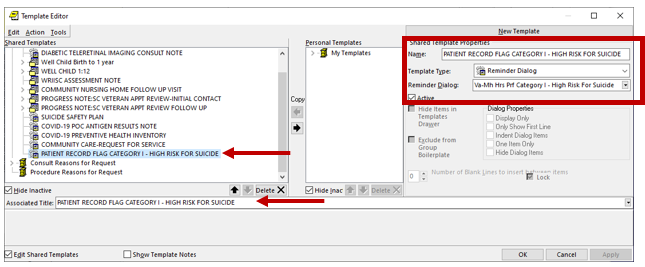 Template Editor
Edit Action Tools
New Template
Shared Templates
DIABETIC TELERETINAL IMAGING CONSULT NOTE
Well Child Birth to 1 year
WELL CHILD 1:12
WRIISC ASSESSMENT NOTE
COMMUNITY NURSING HOME FOLLOW UP VISIT
PROGRESS NOTE:SC VETERAN APPT REVIEW-INITIAL CONTACT
PROGRESS NOTE/SC VETERAN APPT REVIEW FOLLOW UP
SUICIDE SAFETY PLAN
COVID-19 POC ANTIGEN RESULTS NOTE
COVID-19 PREVENTIVE HEALTH INVENTORY
COMMUNITY CARE-REQUEST FOR SERVICE
PATIENT RECORD FLAG CATEGORY I - HIGH RISK FOR SUICIDE
Consult Reasons for Request
Procedure Reasons for Request
Hide Inactive
Delete
Copy
Personal Templates
My Templates
Hide Inac
Delete
Shared Template Properties
Name: PATIENT RECORD FLAG CATEGORY I - HIGH RISK FOR SUICIDE
Template Type: Reminder Dialog
Reminder Dialog: Va-Mh Hrs Prf Category I - High Risk For Suicide
Active
Hide Items in Templates Drawer
Exclude from Group Boilerplate
Dialog Properties
Display Only
Only Show First Line
Indent Dialog Items
One Item Only
Hide Dialog Items
0 Number of Blank Lines to insert between items
Lock
Associated Title: PATIENT RECORD FLAG CATEGORY I - HIGH RISK FOR SUICIDE
Edit Shared Templates
Show Template Notes
OK Cancel Apply